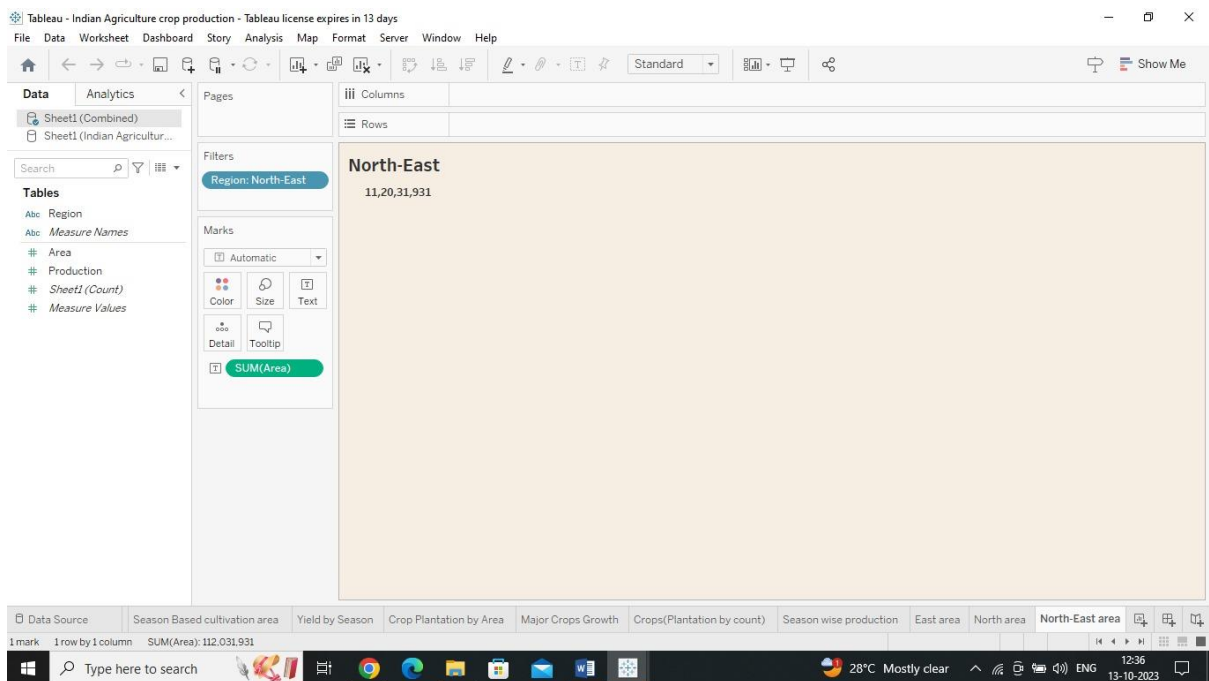 Tableau - Indian Agriculture crop production - Tableau license expires in 13 days
File Data Worksheet Dashboard Story Analysis Map Format Server Window Help
Standard
Show Me
Data Analytics
Sheet1 (Combined)
Sheet1 (Indian Agricultur...
Search
Tables
Abc Region
Abc Measure Names
# Area
# Production
# Sheet1 (Count)
# Measure Values
Pages
Filters
Region: North-East
Marks
Automatic
Color Size Text
Detail Tooltip
SUM(Area)
Columns
Rows
North-East
11,20,31,931
Data Source Season Based cultivation area Yield by Season Crop Plantation by Area Major Crops Growth Crops(Plantation by count) Season wise production East area North area North-East area
1 mark 1 row by 1 column SUM(Area): 112,031,931
Type here to search
28°C Mostly clear
ENG
12:36
13-10-2023